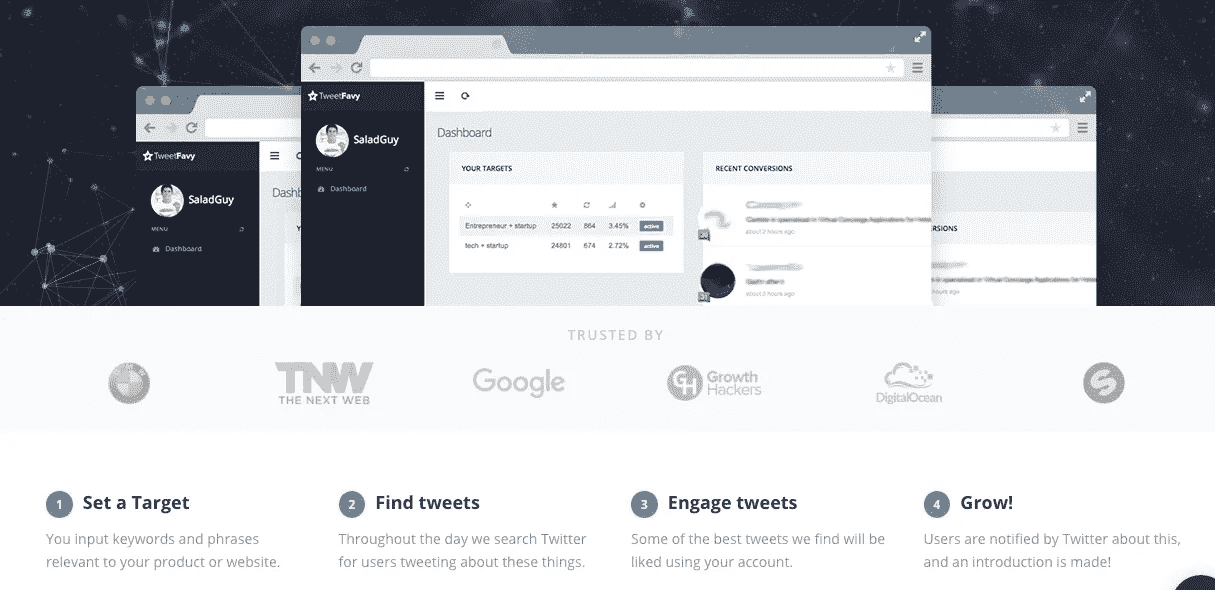 TweetFavy
SaladGuy
MENU
Dashboard
Dashboard
YOUR TARGETS
Entrepreneur + startup 25022 864 3.45% active
tech + startup 24801 674 2.72% active
RECENT CONVERSIONS
about 2 hours ago
about 3 hours ago
TweetFavy
SaladGuy
MENU
Dashboard
Dashb
Y
RSIONS
hours ago
TRUSTED BY
TNW
THE NEXT WEB
Google
GH Growth
Hackers
DigitalOcean
S
1 Set a Target
You input keywords and phrases
relevant to your product or website.
2 Find tweets
Throughout the day we search Twitter
for users tweeting about these things.
3 Engage tweets
Some of the best tweets we find will be
liked using your account.
4 Grow!
Users are notified by Twitter about this,
and an introduction is made!